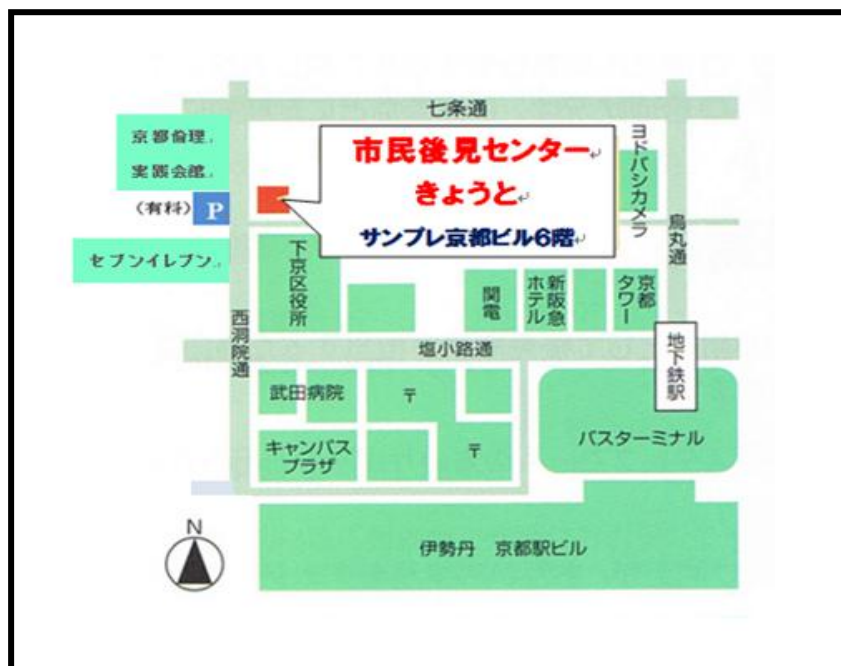 七条通
京都倫理
実践会館
(有料) P
セブンイレブン
市民後見センター
きょうと
サンプレ京都ビル6階
ヨドバシカメラ
烏丸通
下京区役所
関電
新阪急
ホテル
京都
タワー
西洞院通
塩小路通
地下鉄駅
武田病院
〒
キャンパス
プラザ
〒
バスターミナル
伊勢丹 京都駅ビル
N